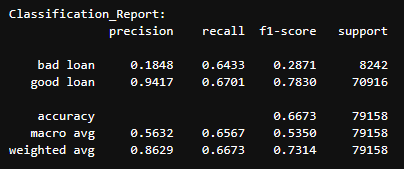 Classification_Report:
precision recall f1-score support
bad loan 0.1848 0.6433 0.2871 8242
good loan 0.9417 0.6701 0.7830 70916
accuracy 0.6673 79158
macro avg 0.5632 0.6567 0.5350 79158
weighted avg 0.8629 0.6673 0.7314 79158